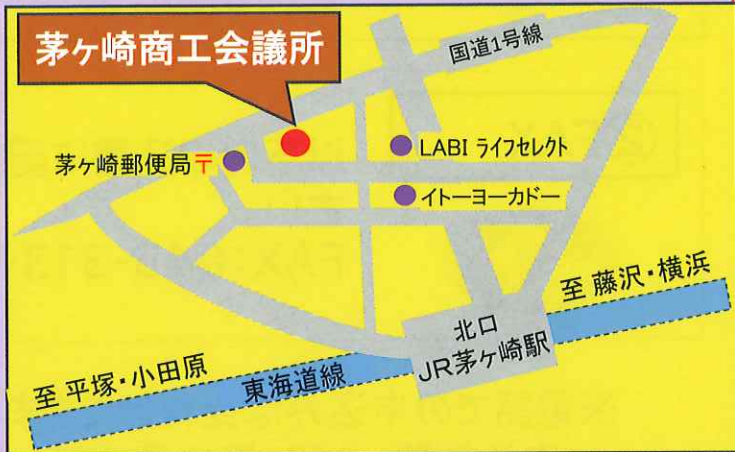 茅ヶ崎商工会議所
国道1号線
茅ヶ崎郵便局〒
LABI ライフセレクト
イトーヨーカドー
至 藤沢・横浜
北口
JR茅ヶ崎駅
至 平塚・小田原
東海道線